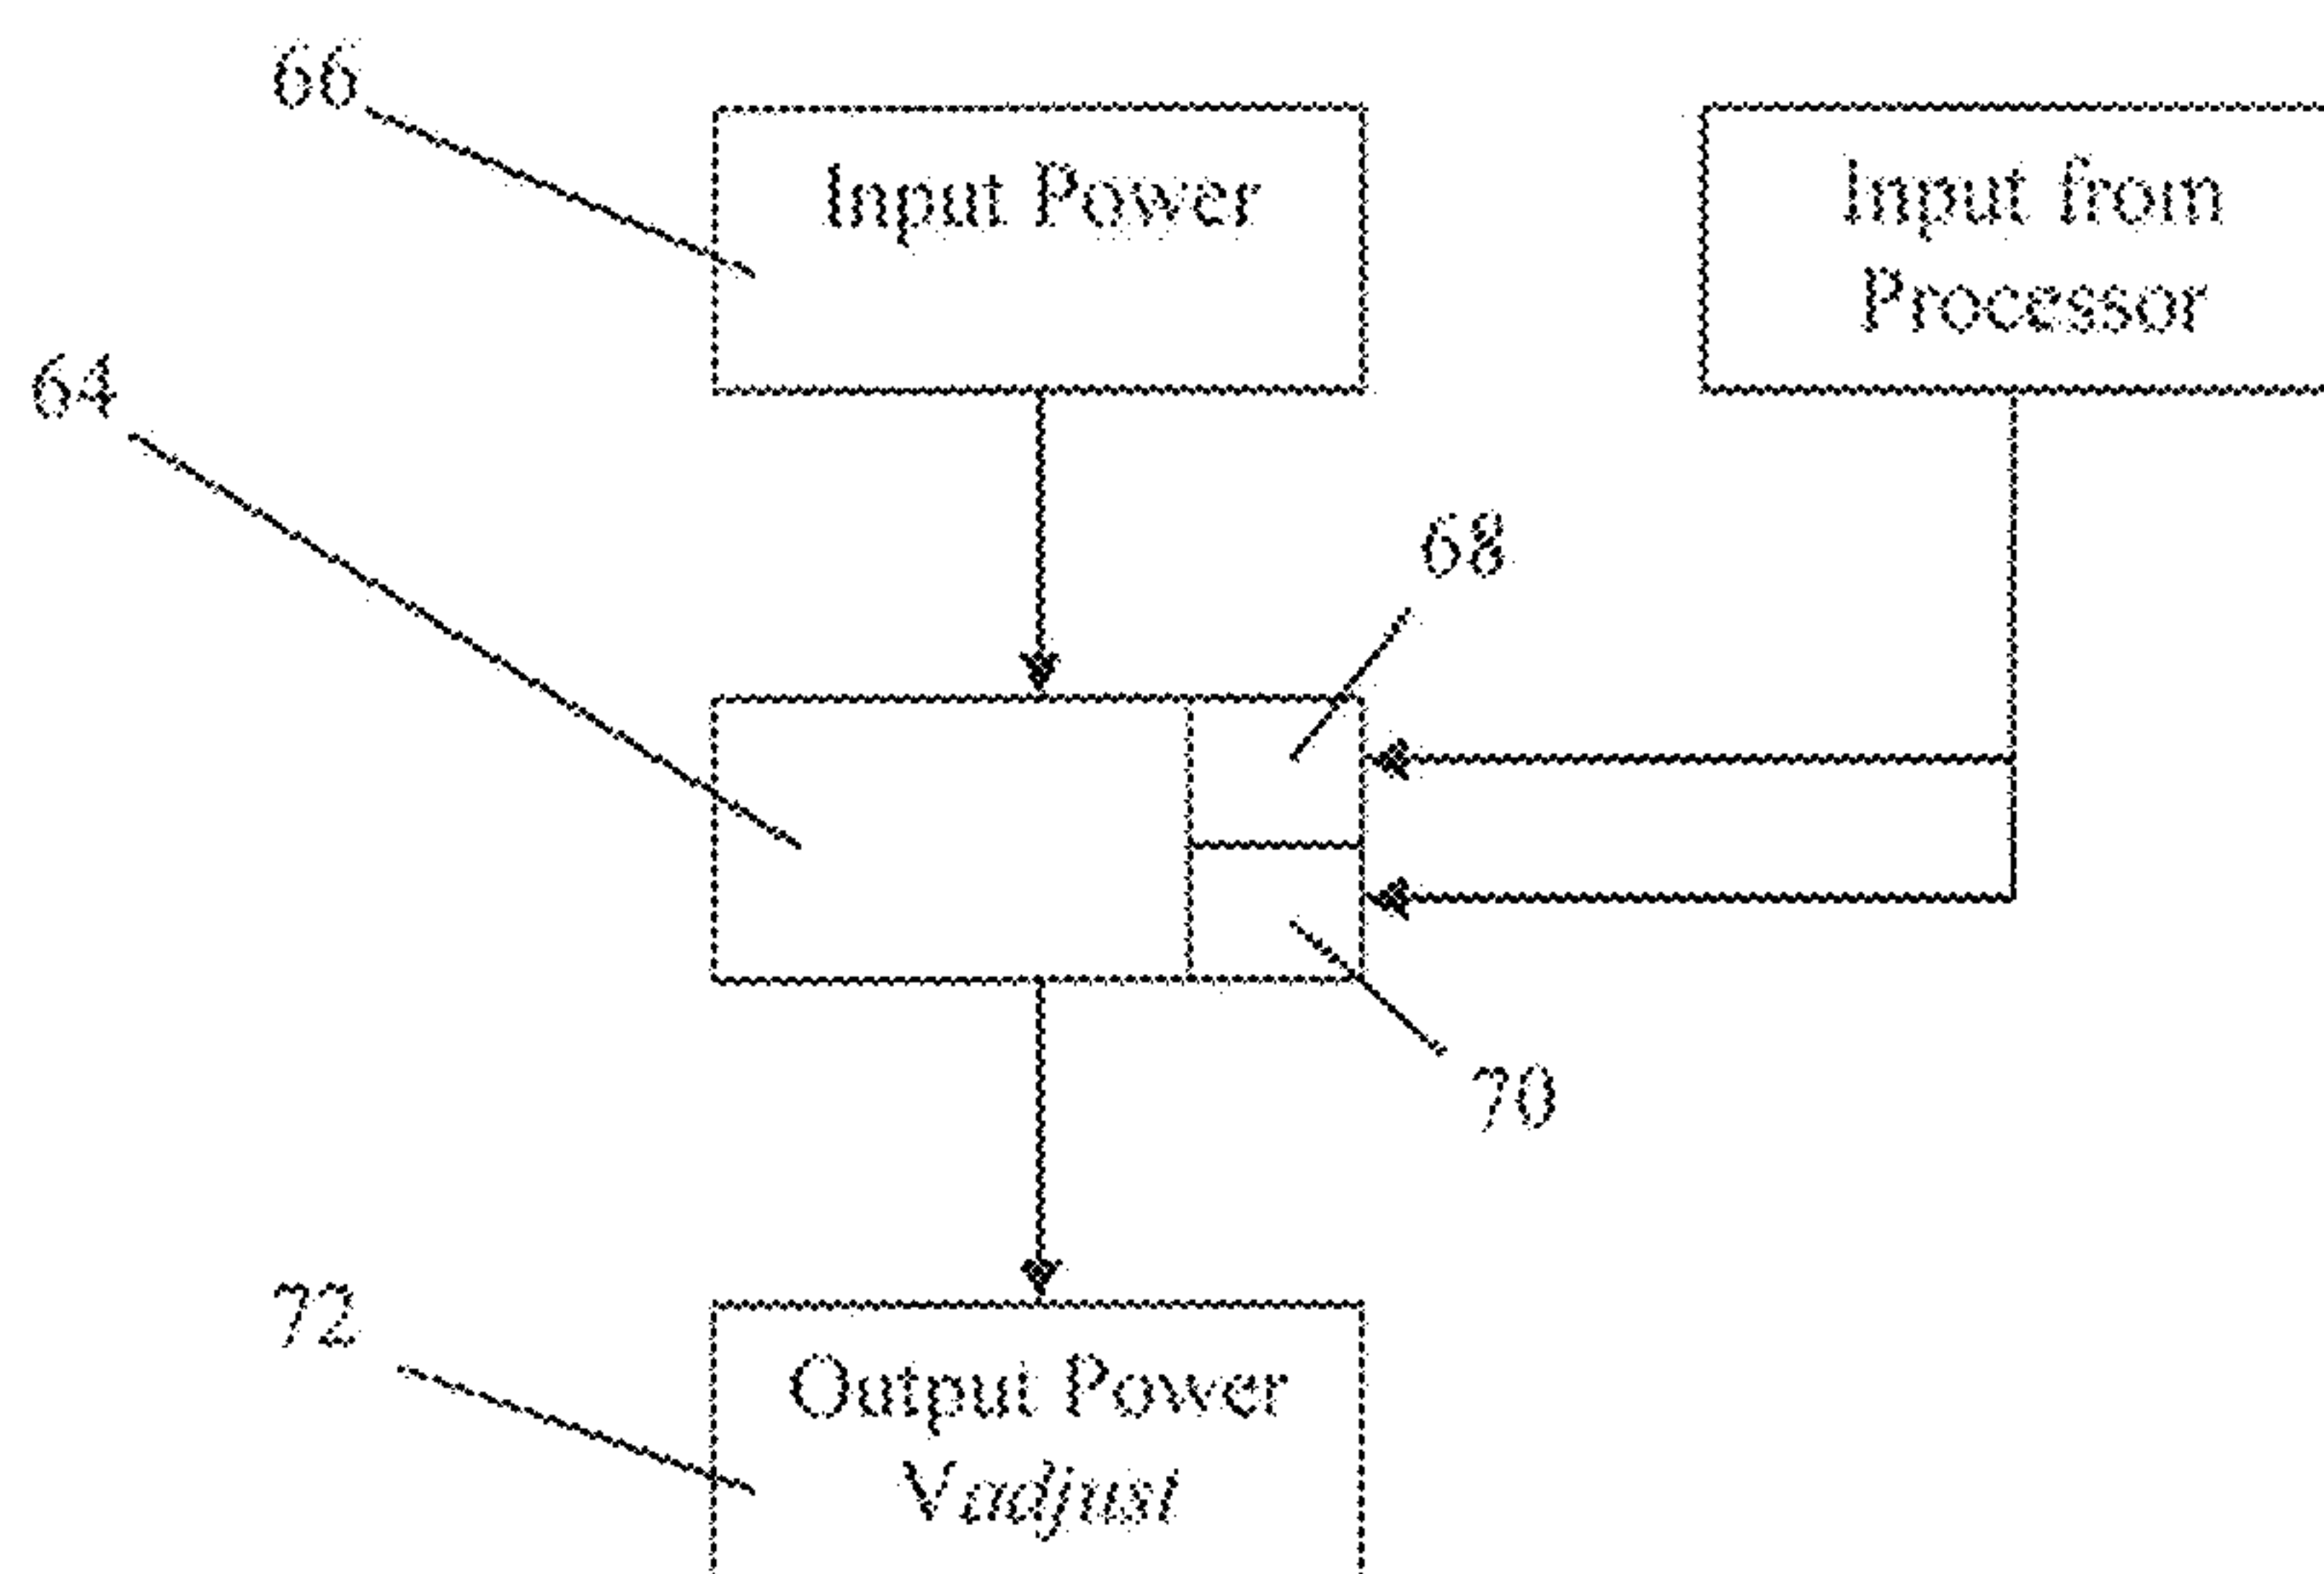 66
Input Power
Input from
Processor
64
68
70
72
Output Power
Vadjust